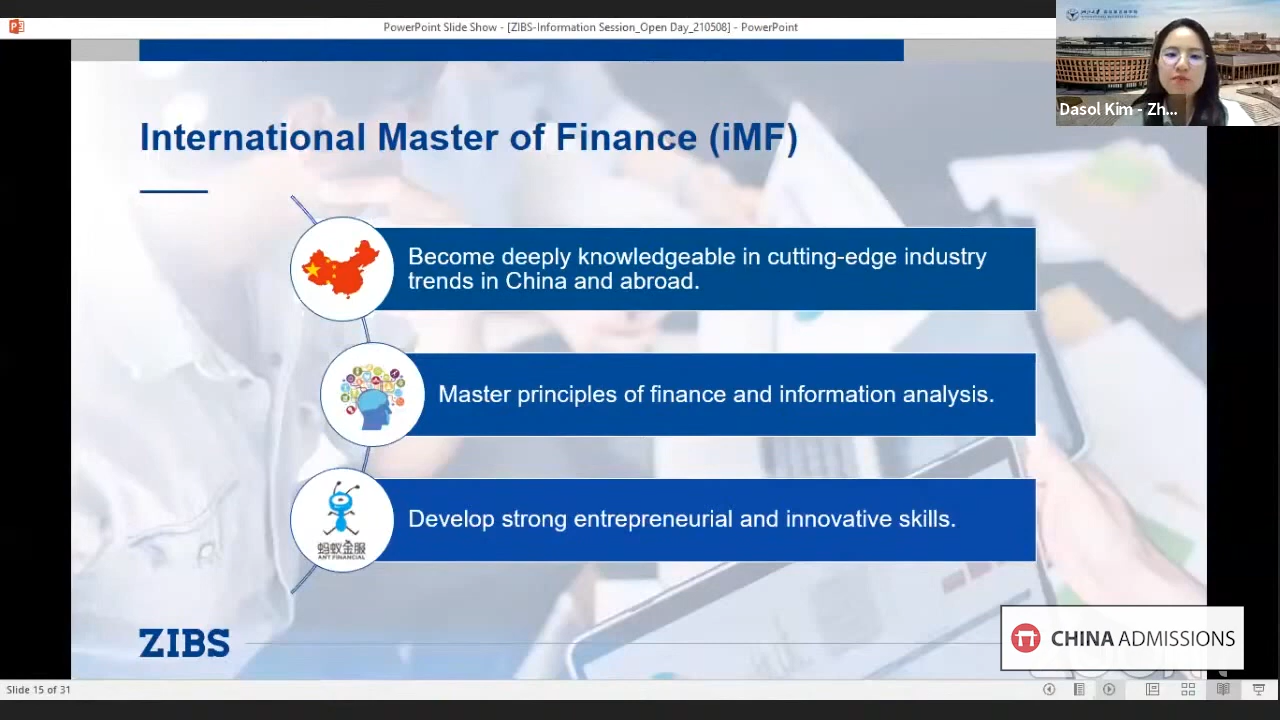 PowerPoint Slide Show - [ZIBS-Information Session_Open Day_210508] - PowerPoint
Dasol Kim - Zh...
International Master of Finance (iMF)
Become deeply knowledgeable in cutting-edge industry
trends in China and abroad.
Master principles of finance and information analysis.
蚂蚁金服
ANT FINANCIAL
Develop strong entrepreneurial and innovative skills.
ZIBS
CHINA ADMISSIONS
Slide 15 of 31